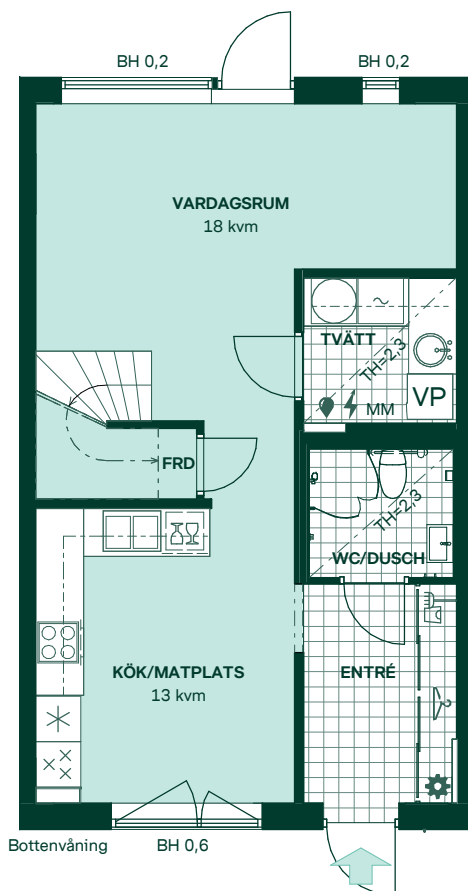 BH 0,2
BH 0,2
VARDAGSRUM
18 kvm
~
TVÄTT
TH=2,3
VP
MM
FRD
TH=2,3
WC/DUSCH
KÖK/MATPLATS
13 kvm
ENTRÉ
Bottenvåning
BH 0,6